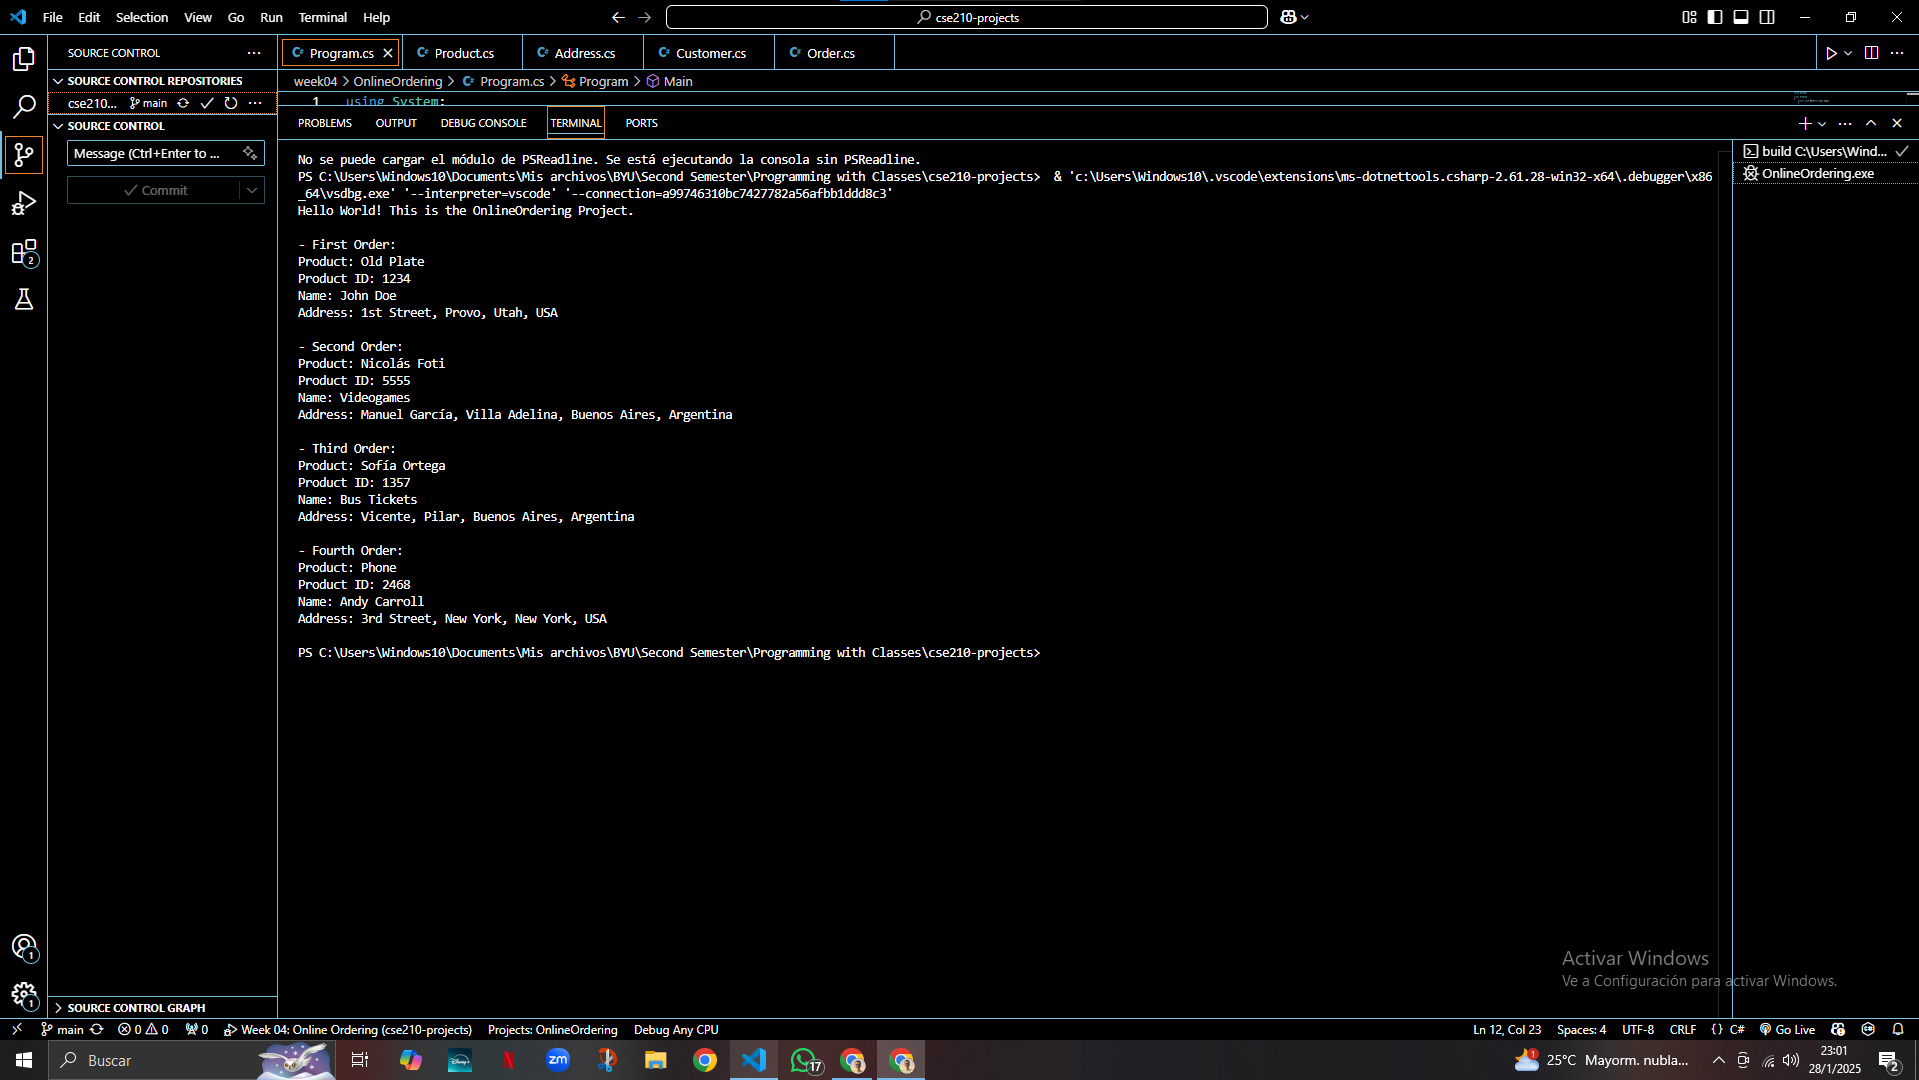 File Edit Selection View Go Run Terminal Help
cse210-projects
SOURCE CONTROL
Program.cs
Product.cs
Address.cs
Customer.cs
Order.cs
SOURCE CONTROL REPOSITORIES
cse210... main
SOURCE CONTROL
Message (Ctrl+Enter to ...
Commit
SOURCE CONTROL GRAPH
week04 > OnlineOrdering > Program.cs > Program > Main
1 using System;
PROBLEMS OUTPUT DEBUG CONSOLE TERMINAL PORTS
No se puede cargar el módulo de PSReadline. Se está ejecutando la consola sin PSReadline.
PS C:\Users\Windows10\Documents\Mis archivos\BYU\Second Semester\Programming with Classes\cse210-projects>  & 'c:\Users\Windows10\.vscode\extensions\ms-dotnettools.csharp-2.61.28-win32-x64\.debugger\x86
_64\vsdbg.exe' '--interpreter=vscode' '--connection=a99746310bc7427782a56afbb1ddd8c3'
Hello World! This is the OnlineOrdering Project.
- First Order:
Product: Old Plate
Product ID: 1234
Name: John Doe
Address: 1st Street, Provo, Utah, USA
- Second Order:
Product: Nicolás Foti
Product ID: 5555
Name: Videogames
Address: Manuel García, Villa Adelina, Buenos Aires, Argentina
- Third Order:
Product: Sofía Ortega
Product ID: 1357
Name: Bus Tickets
Address: Vicente, Pilar, Buenos Aires, Argentina
- Fourth Order:
Product: Phone
Product ID: 2468
Name: Andy Carroll
Address: 3rd Street, New York, New York, USA
PS C:\Users\Windows10\Documents\Mis archivos\BYU\Second Semester\Programming with Classes\cse210-projects>
build C:\Users\Wind...
OnlineOrdering.exe
2
1
1
Activar Windows
Ve a Configuración para activar Windows.
main 0 0 0 Week 04: Online Ordering (cse210-projects) Projects: OnlineOrdering Debug Any CPU
Ln 12, Col 23 Spaces: 4 UTF-8 CRLF {} C# Go Live
Buscar
zm
17
1
25°C Mayorm. nubla...
23:01
28/1/2025
2